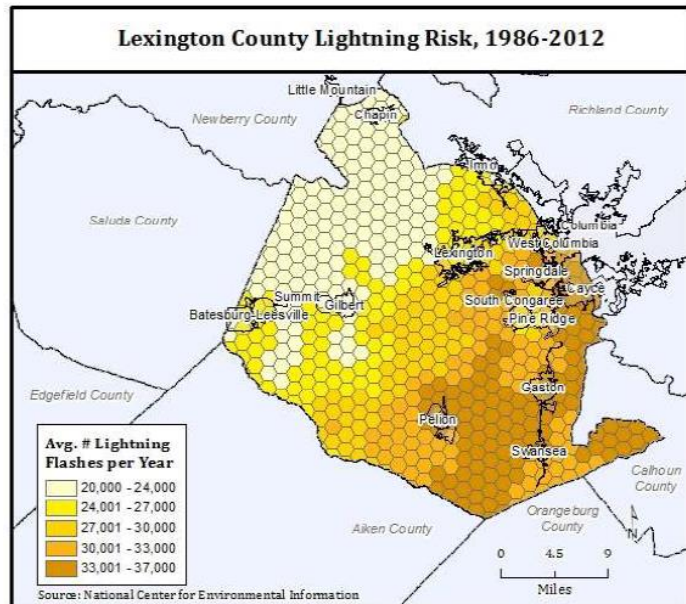 Lexington County Lightning Risk, 1986-2012
Little Mountain
Richland County
Newberry County
Chapin
Irmo
Saluda County
Columbia
West Columbia
Lexington
Springdale
Summit
Cayce
Gilbert
South Congaree
Batesburg-Leesville
Pine Ridge
Edgefield County
Gaston
Pelion
Swansea
Calhoun
County
Orangeburg
County
Aiken County
Avg. # Lightning
Flashes per Year
20,000 - 24,000
24,001 - 27,000
27,001 - 30,000
30,001 - 33,000
33,001 - 37,000
N
0 4.5 9
Miles
Source: National Center for Environmental Information